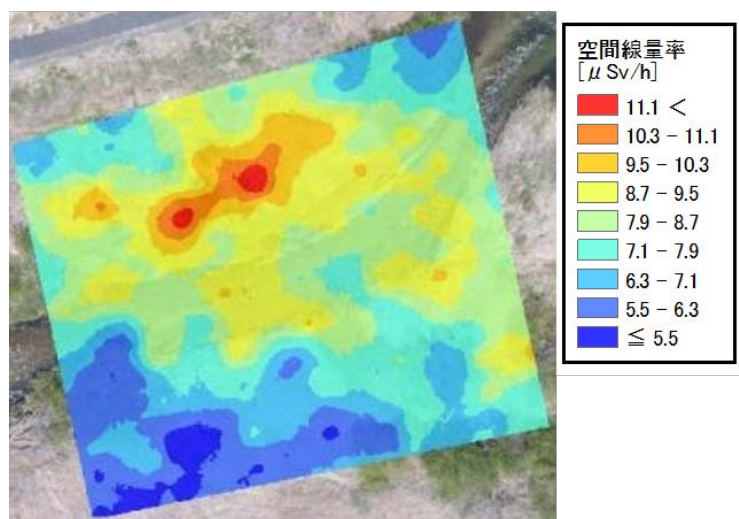 空間線量率
[μSv/h]
11.1 <
10.3 - 11.1
9.5 - 10.3
8.7 - 9.5
7.9 - 8.7
7.1 - 7.9
6.3 - 7.1
5.5 - 6.3
≦ 5.5